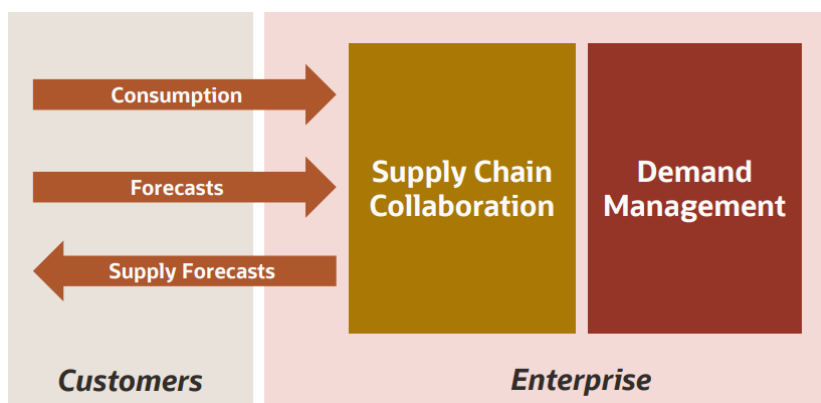 Consumption
Forecasts
Supply Forecasts
Supply Chain
Collaboration
Demand
Management
Customers
Enterprise